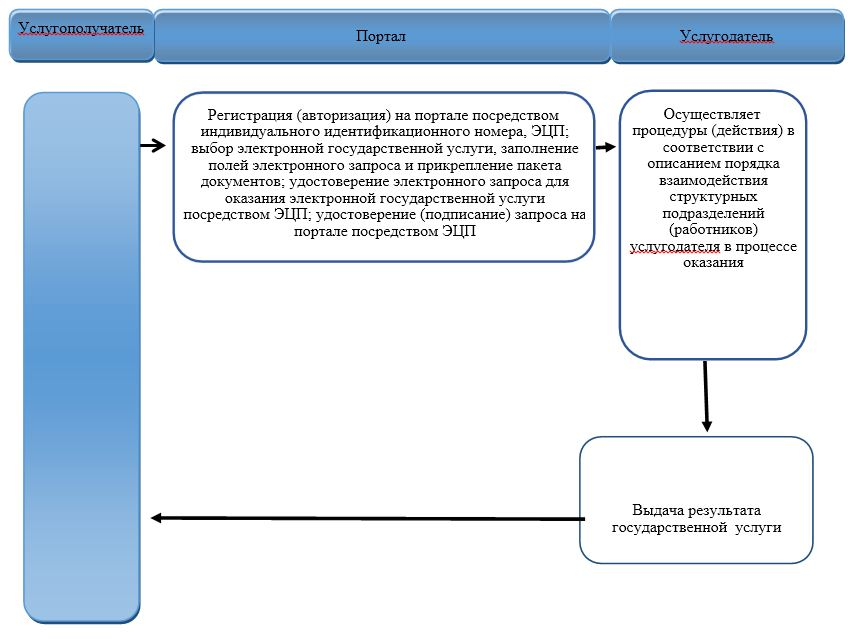 Услугополучатель
Портал
Услугодатель
Регистрация (авторизация) на портале посредством
индивидуального идентификационного номера, ЭЦП;
выбор электронной государственной услуги, заполнение
полей электронного запроса и прикрепление пакета
документов; удостоверение электронного запроса для
оказания электронной государственной услуги
посредством ЭЦП; удостоверение (подписание) запроса на
портале посредством ЭЦП
Осуществляет
процедуры (действия) в
соответствии с
описанием порядка
взаимодействия
структурных
подразделений
(работников)
услугодателя в процессе
оказания
Выдача результата
государственной услуги